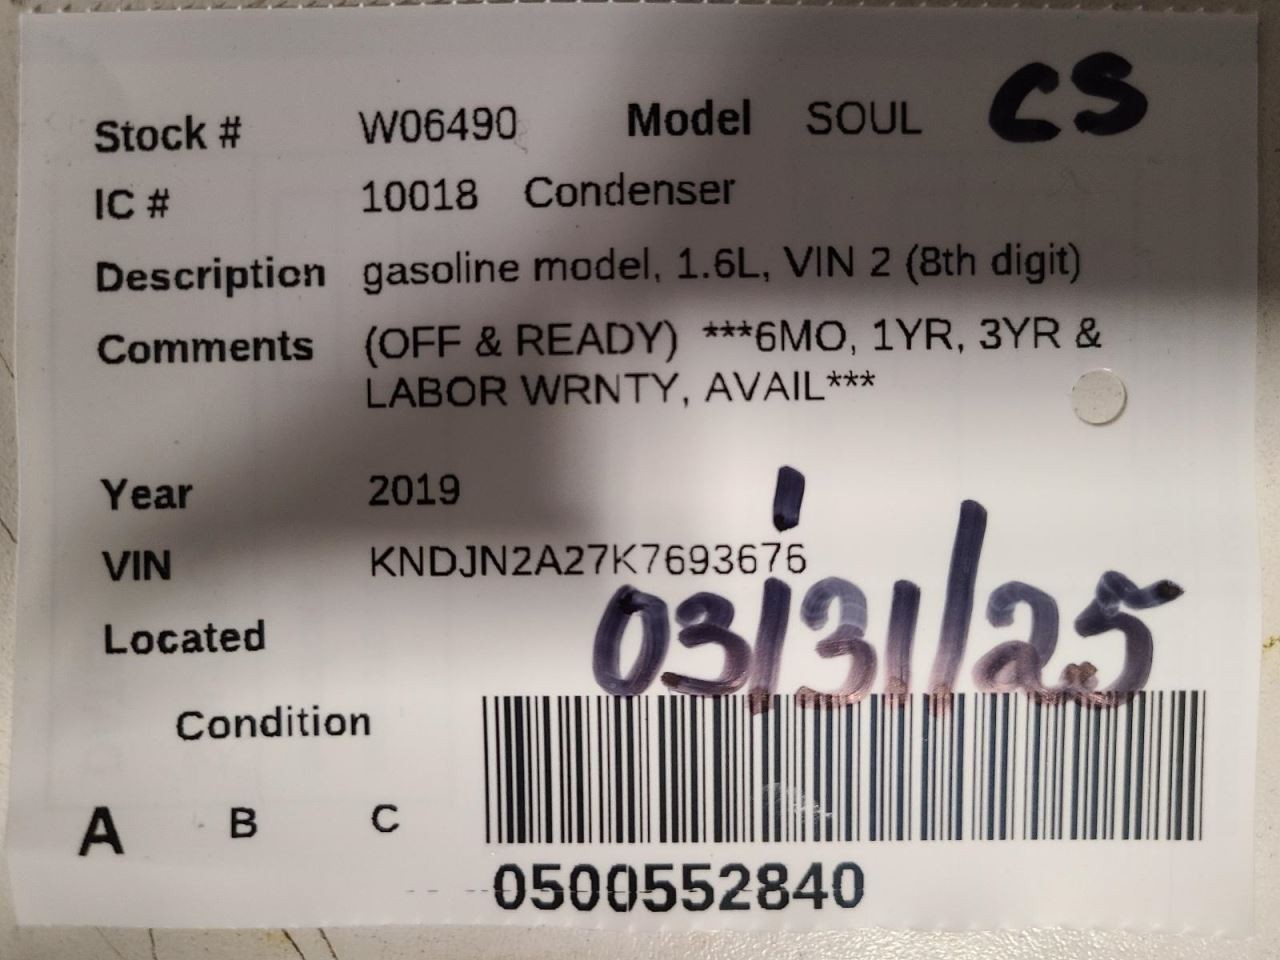 Stock # W06490 Model SOUL CS
IC # 10018 Condenser
Description gasoline model, 1.6L, VIN 2 (8th digit)
Comments (OFF & READY) ***6MO, 1YR, 3YR &
LABOR WRNTY, AVAIL***
Year 2019
VIN KNDJN2A27K7693676
03/31/25
Located
Condition
A B C
0500552840